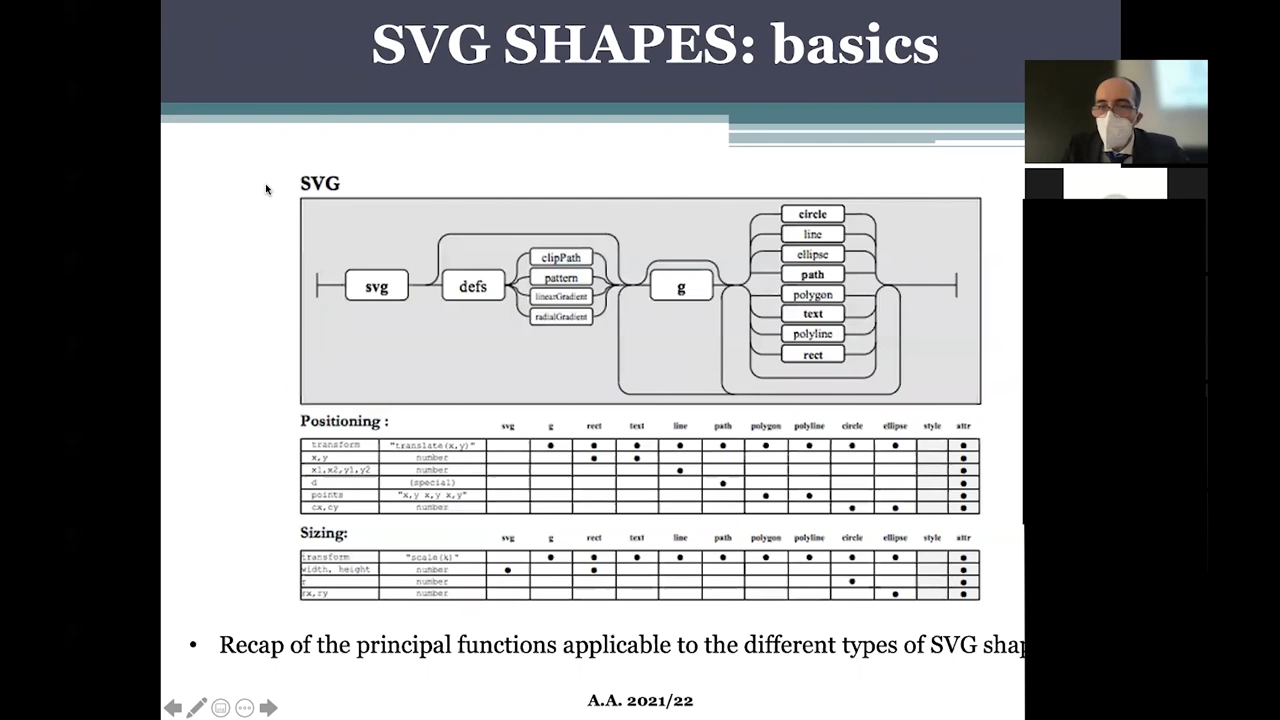 SVG SHAPES: basics
SVG
svg
defs
clipPath
pattern
linearGradient
radialGradient
g
circle
line
ellipse
path
polygon
text
polyline
rect
Positioning :
svg g rect text line path polygon polyline circle ellipse style attr
transform "translate(x,y)"
x,y number
x1,x2,y1,y2 number
d (special)
points "x,y x,y x,y"
cx,cy number
Sizing:
svg g rect text line path polygon polyline circle ellipse style attr
transform "scale(k)"
width, height number
r number
rx,ry number
• Recap of the principal functions applicable to the different types of SVG shap
A.A. 2021/22